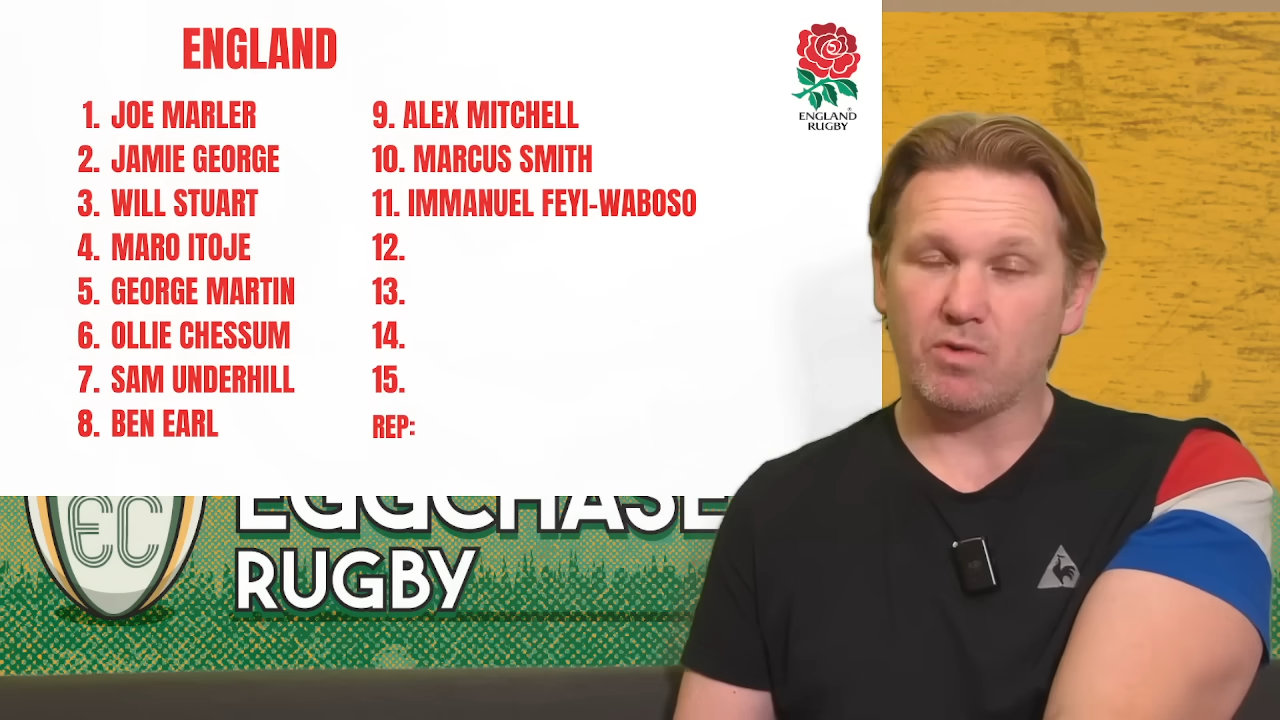 ENGLAND
1. JOE MARLER
2. JAMIE GEORGE
3. WILL STUART
4. MARO ITOJE
5. GEORGE MARTIN
6. OLLIE CHESSUM
7. SAM UNDERHILL
8. BEN EARL
9. ALEX MITCHELL
10. MARCUS SMITH
11. IMMANUEL FEYI-WABOSO
12.
13.
14.
15.
REP:
ENGLAND
RUGBY
EC
EGGCHASE
RUGBY